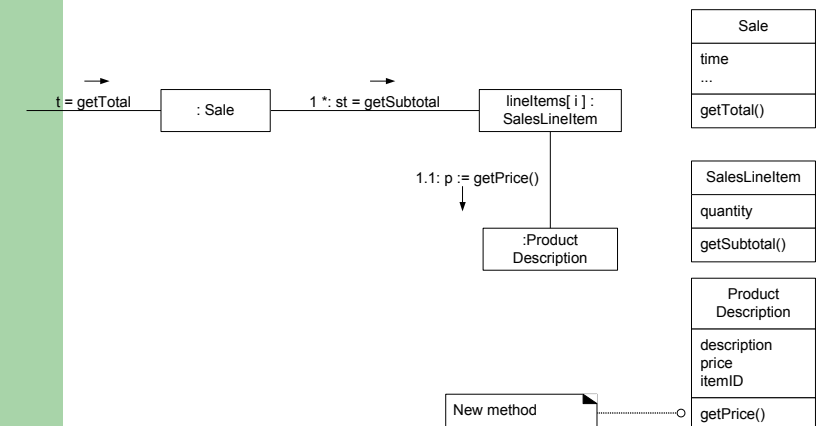 t = getTotal
: Sale
1 *: st = getSubtotal
lineItems[ i ] :
SalesLineItem
1.1: p := getPrice()
:Product
Description
Sale
time
...
getTotal()
SalesLineItem
quantity
getSubtotal()
Product
Description
description
price
itemID
getPrice()
New method